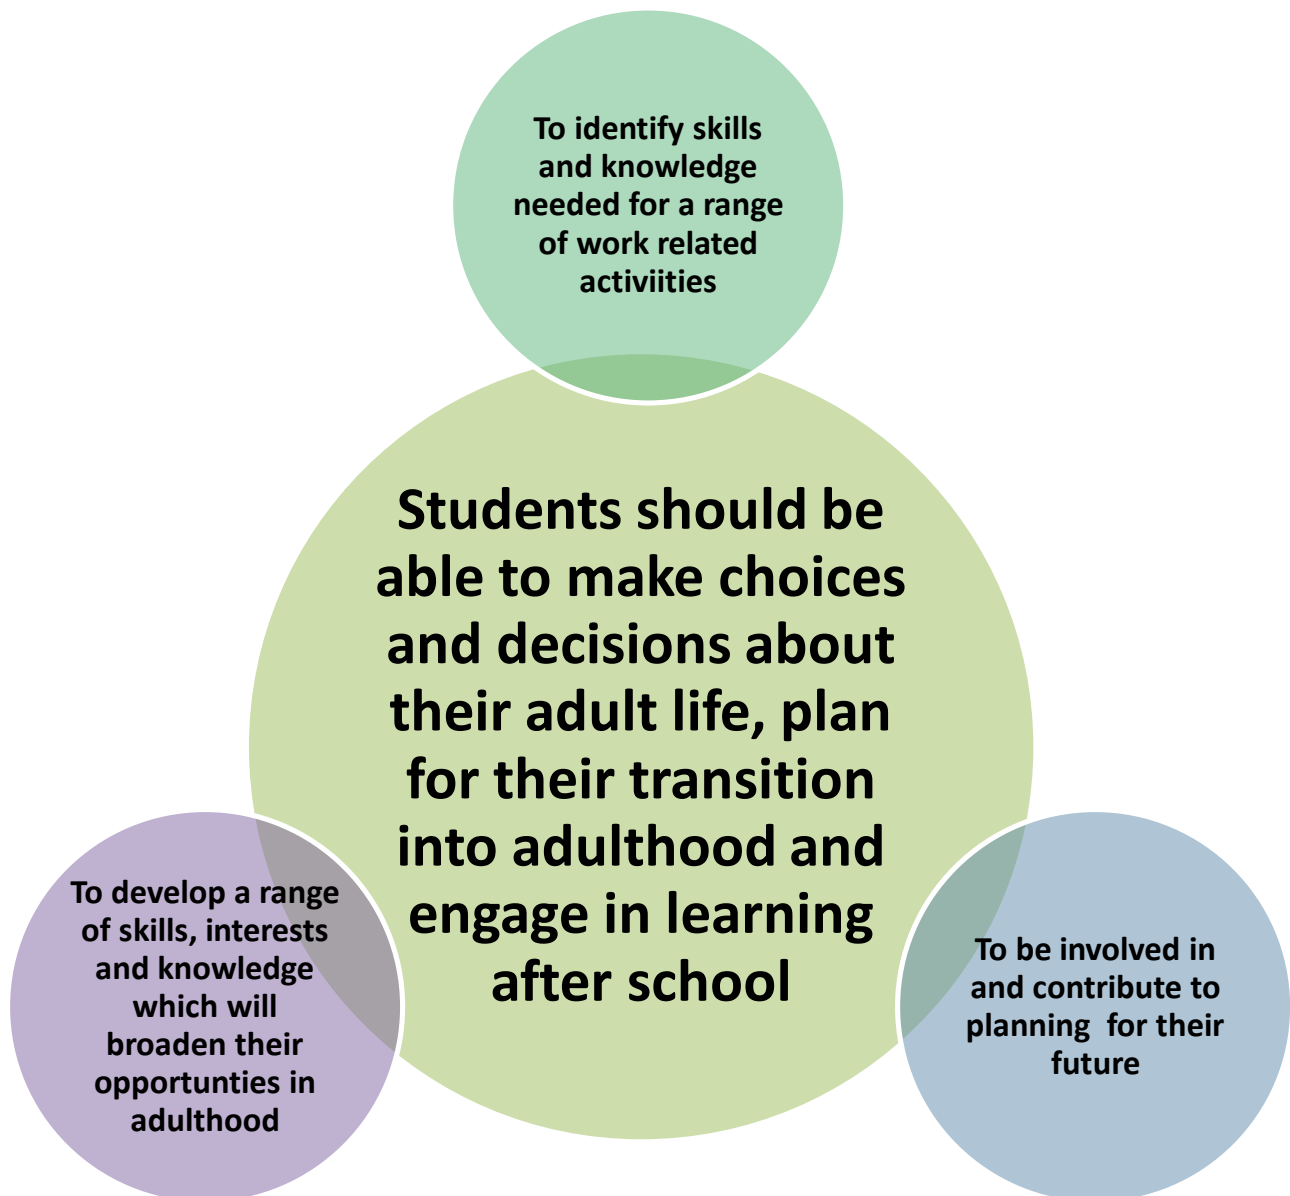 To identify skills
and knowledge
needed for a range
of work related
activiities
Students should be
able to make choices
and decisions about
their adult life, plan
for their transition
into adulthood and
engage in learning
after school
To develop a range
of skills, interests
and knowledge
which will
broaden their
opportunties in
adulthood
To be involved in
and contribute to
planning  for their
future